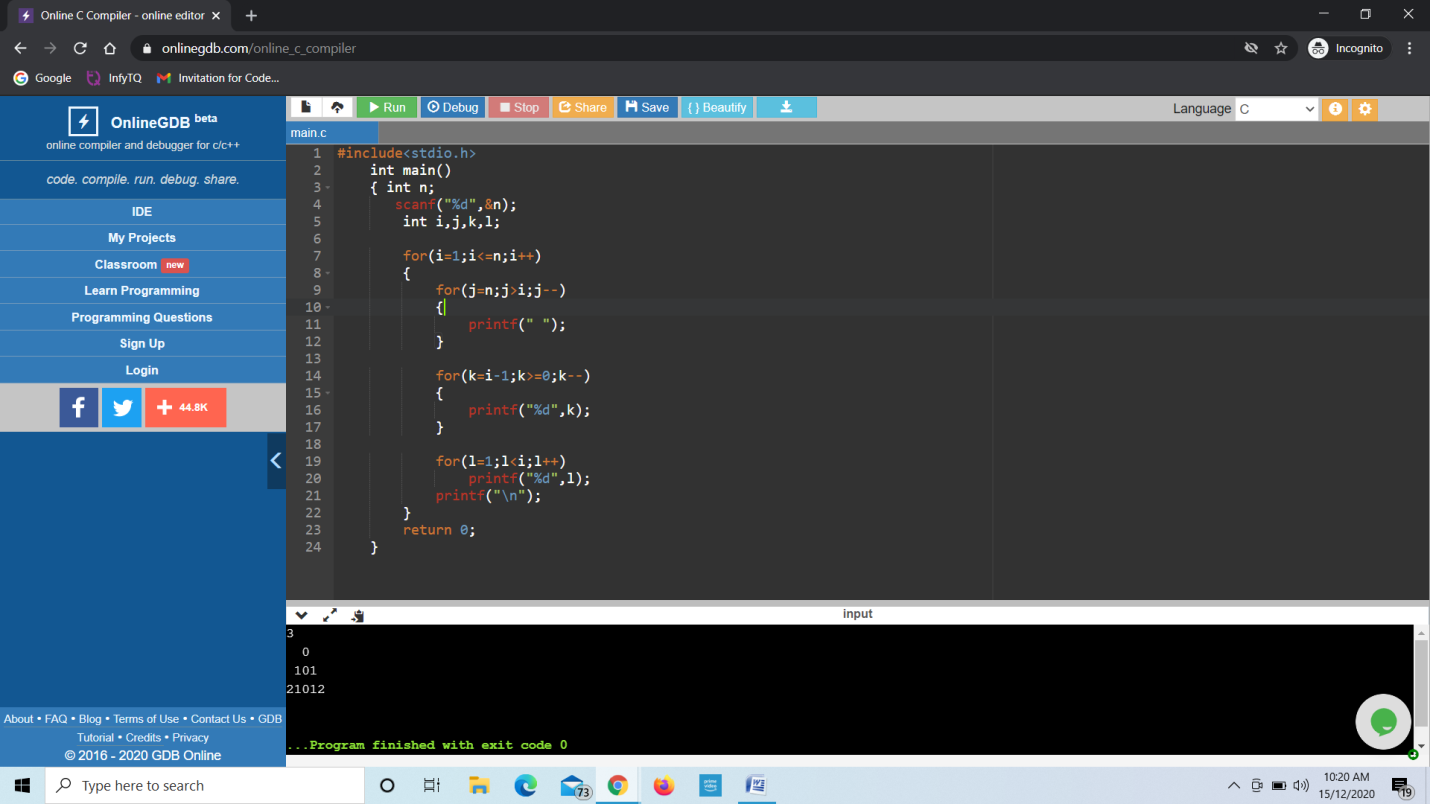 Online C Compiler - online editor
onlinegdb.com/online_c_compiler
Incognito
Google InfyTQ Invitation for Code...
OnlineGDB beta
online compiler and debugger for c/c++
code. compile. run. debug. share.
IDE
My Projects
Classroom new
Learn Programming
Programming Questions
Sign Up
Login
f + 44.8K
About • FAQ • Blog • Terms of Use • Contact Us • GDB
Tutorial • Credits • Privacy
© 2016 - 2020 GDB Online
Run Debug Stop Share Save { } Beautify Language C
main.c
1 #include<stdio.h>
2 int main()
3 { int n;
4 scanf("%d",&n);
5 int i,j,k,l;
6
7 for(i=1;i<=n;i++)
8 {
9 for(j=n;j>i;j--)
10 {
11 printf(" ");
12 }
13
14 for(k=i-1;k>=0;k--)
15 {
16 printf("%d",k);
17 }
18
19 for(l=1;l<i;l++)
20 printf("%d",l);
21 printf("\n");
22 }
23 return 0;
24 }
input
3
0
101
21012
...Program finished with exit code 0
Type here to search
73
10:20 AM
15/12/2020
19